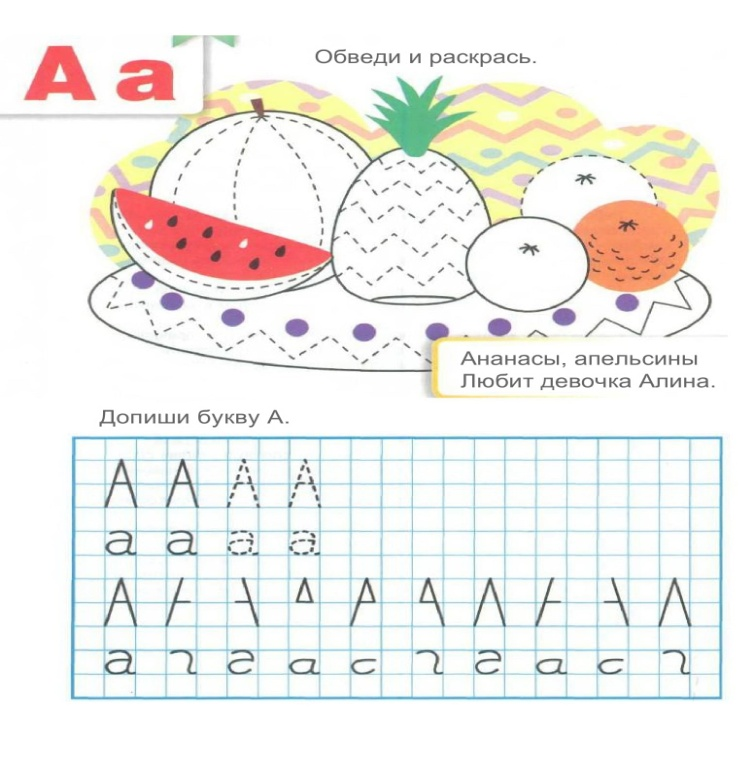 А а
Обведи и раскрась.
Ананасы, апельсины
Любит девочка Алина.
Допиши букву А.
А А А А
а а а а
А
а